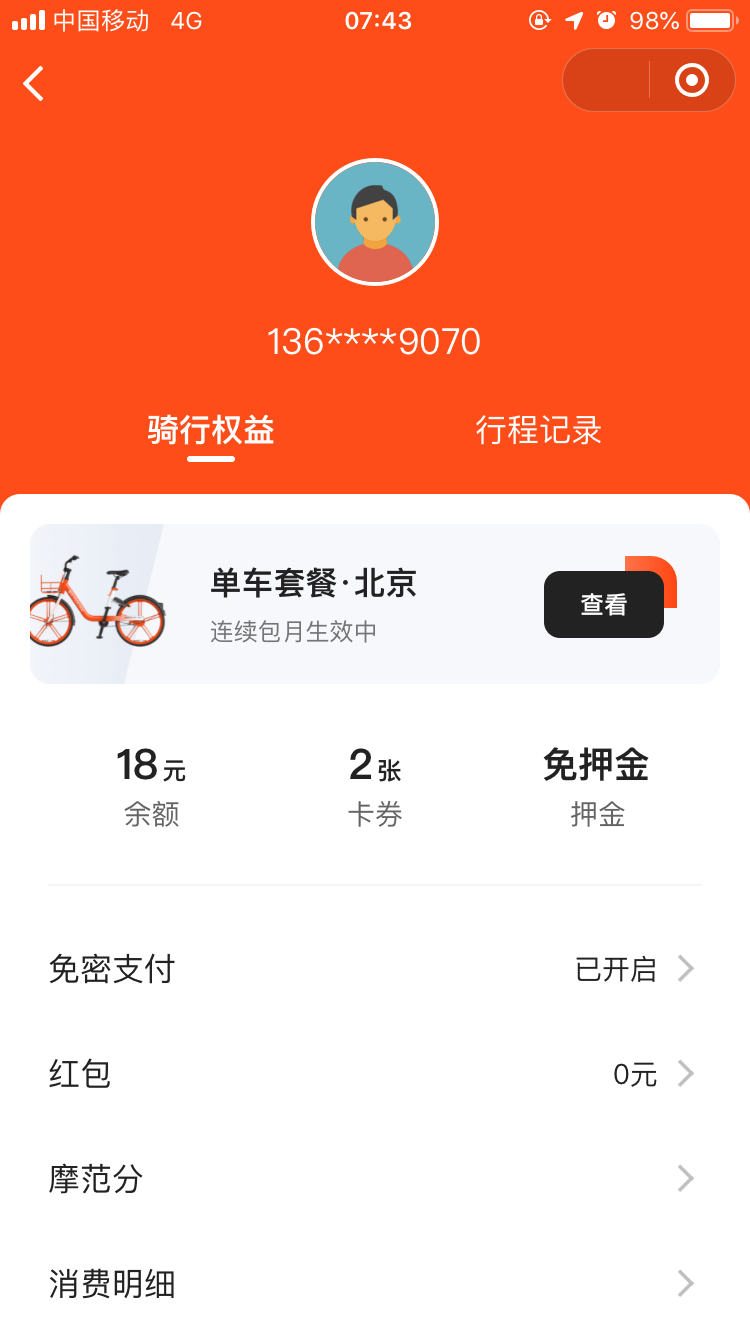 中国移动 4G 07:43 98%
136****9070
骑行权益 行程记录
单车套餐·北京
连续包月生效中
查看
18元 2张 免押金
余额 卡券 押金
免密支付 已开启
红包 0元
摩范分
消费明细